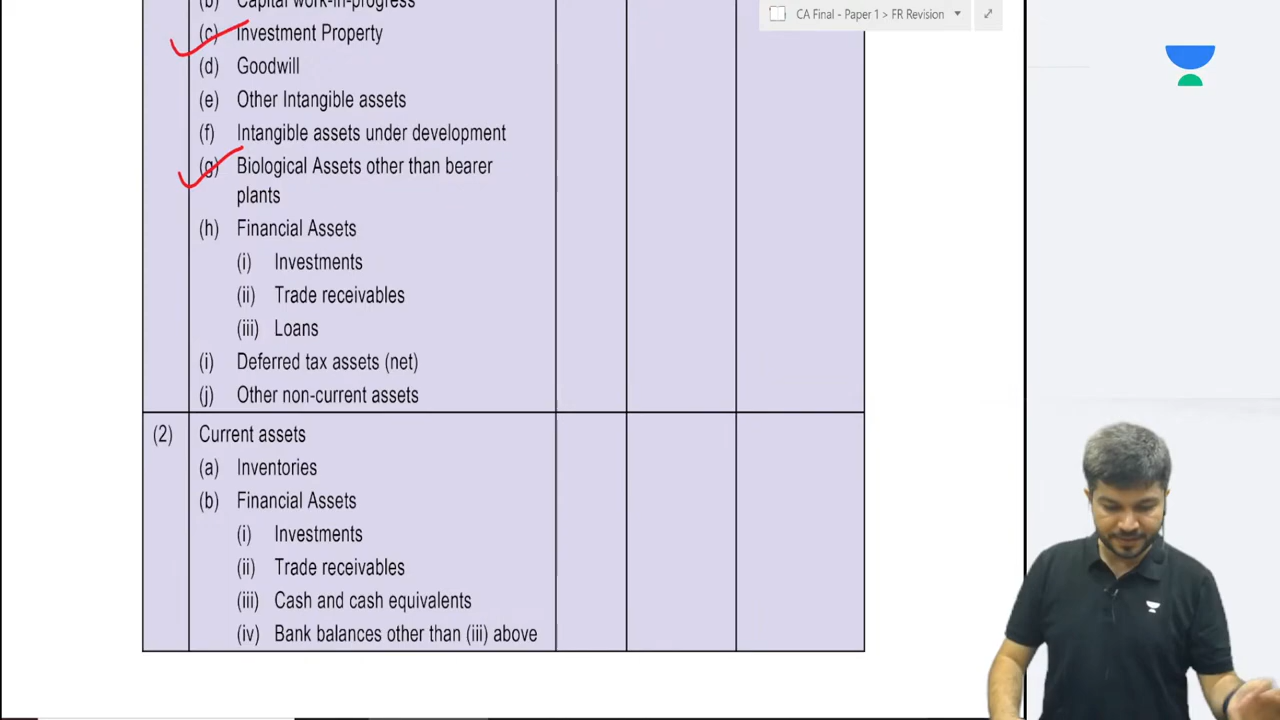 (b) Capital work-in-progress
CA Final - Paper 1 > FR Revision
(c) Investment Property
(d) Goodwill
(e) Other Intangible assets
(f) Intangible assets under development
(g) Biological Assets other than bearer
plants
(h) Financial Assets
(i) Investments
(ii) Trade receivables
(iii) Loans
(i) Deferred tax assets (net)
(j) Other non-current assets
(2) Current assets
(a) Inventories
(b) Financial Assets
(i) Investments
(ii) Trade receivables
(iii) Cash and cash equivalents
(iv) Bank balances other than (iii) above